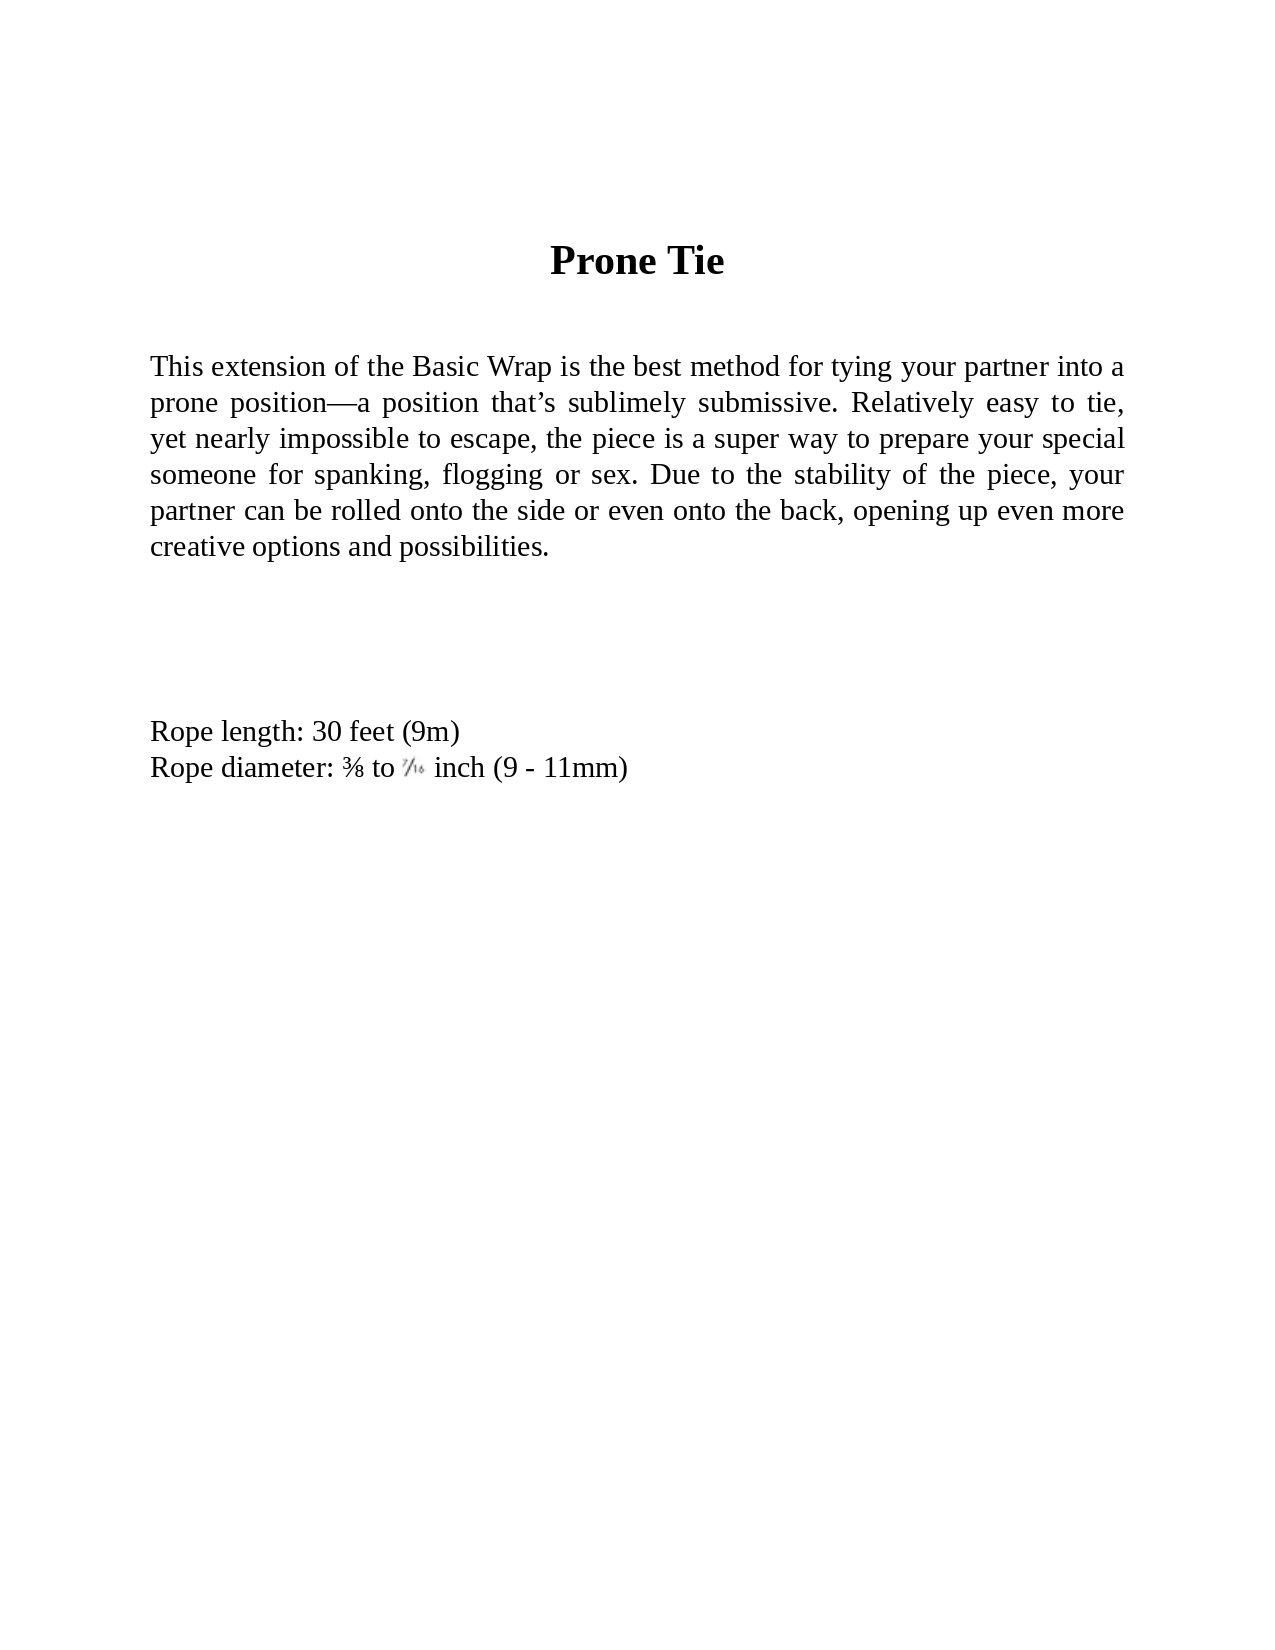 Prone Tie
This extension of the Basic Wrap is the best method for tying your partner into a
prone position—a position that’s sublimely submissive. Relatively easy to tie,
yet nearly impossible to escape, the piece is a super way to prepare your special
someone for spanking, flogging or sex. Due to the stability of the piece, your
partner can be rolled onto the side or even onto the back, opening up even more
creative options and possibilities.
Rope length: 30 feet (9m)
Rope diameter: ⅜ to 7/16 inch (9 - 11mm)